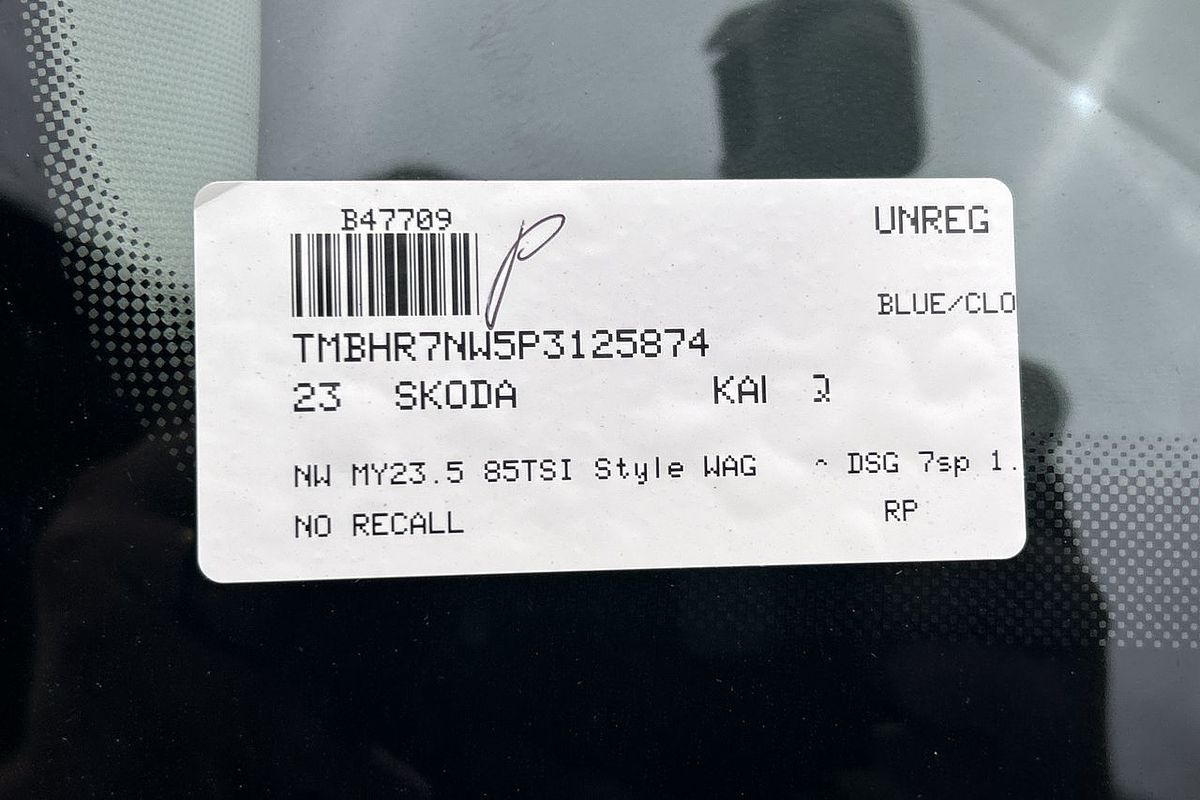 B47709
UNREG
BLUE/CLO
TMBHR7NW5P3125874
23 SKODA KAI
NW MY23.5 85TSI Style WAG ^ DSG 7sp 1.
NO RECALL RP